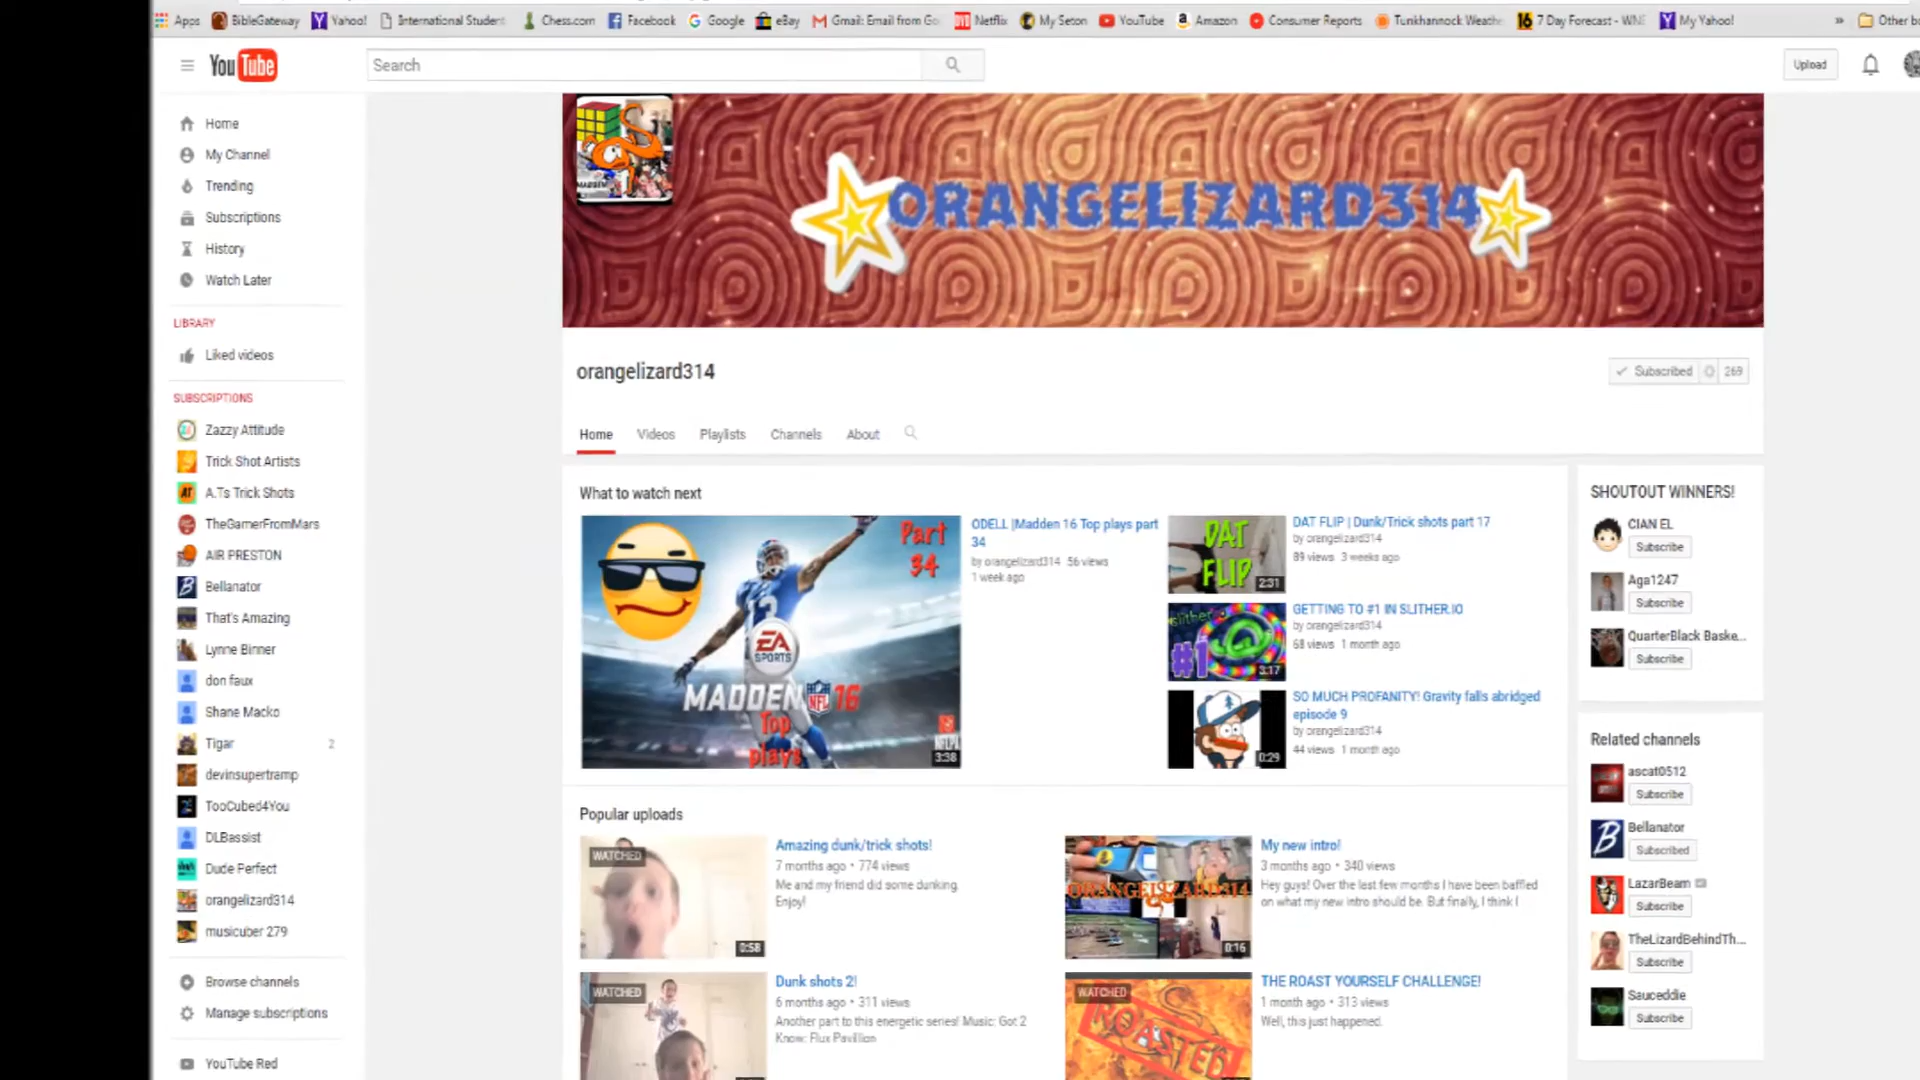 Apps BibleGateway Yahoo! International Student Chess.com Facebook Google eBay Gmail: Email from Go Netflix My Seton YouTube Amazon Consumer Reports Tunkhannock Weathe 7 Day Forecast - WNE My Yahoo! » Other bo
YouTube
Search
Upload
Home
My Channel
Trending
Subscriptions
History
Watch Later
LIBRARY
Liked videos
SUBSCRIPTIONS
Zazzy Attitude
Trick Shot Artists
A.Ts Trick Shots
TheGamerFromMars
AIR PRESTON
Bellanator
That's Amazing
Lynne Binner
don faux
Shane Macko
Tigar 2
devinsupertramp
TooCubed4You
DLBassist
Dude Perfect
orangelizard314
musicuber 279
Browse channels
Manage subscriptions
YouTube Red
MADDEN
ORANGELIZARD314
orangelizard314
Subscribed 269
Home Videos Playlists Channels About
What to watch next
Part
34
13
EA
SPORTS
MADDEN NFL 16
Top
plays
3:38
ODELL |Madden 16 Top plays part
34
by orangelizard314 56 views
1 week ago
DAT
FLIP
2:31
DAT FLIP | Dunk/Trick shots part 17
by orangelizard314
89 views 3 weeks ago
slither.io
#1
3:17
GETTING TO #1 IN SLITHER.IO
by orangelizard314
68 views 1 month ago
0:29
SO MUCH PROFANITY! Gravity falls abridged
episode 9
by orangelizard314
44 views 1 month ago
Popular uploads
WATCHED
0:58
Amazing dunk/trick shots!
7 months ago • 774 views
Me and my friend did some dunking.
Enjoy!
ORANGELIZARD314
0:16
My new intro!
3 months ago • 340 views
Hey guys! Over the last few months I have been baffled
on what my new intro should be. But finally, I think I
WATCHED
Dunk shots 2!
6 months ago • 311 views
Another part to this energetic series! Music: Got 2
Know: Flux Pavillion
WATCHED
ROASTED
THE ROAST YOURSELF CHALLENGE!
1 month ago • 313 views
Well, this just happened.
SHOUTOUT WINNERS!
CIAN EL
Subscribe
Aga1247
Subscribe
QuarterBlack Baske...
Subscribe
Related channels
ascat0512
Subscribe
Bellanator
Subscribed
LazarBeam
Subscribe
TheLizardBehindTh...
Subscribe
Sauceddie
Subscribe